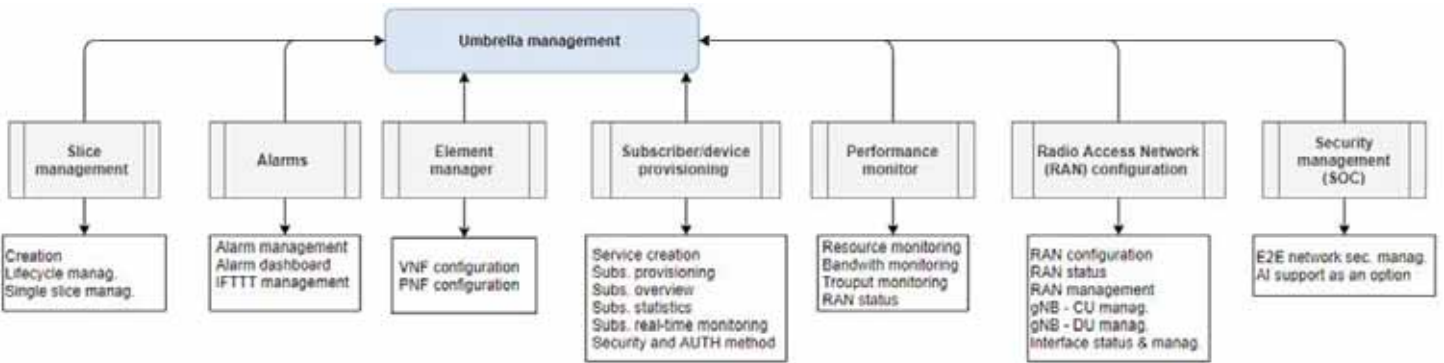 Umbrella management
Slice
management
Alarms
Element
manager
Subscriber/device
provisioning
Performance
monitor
Radio Access Network
(RAN) configuration
Security
management
(SOC)
Creation
Lifecycle manag.
Single slice manag.
Alarm management
Alarm dashboard
IFTTT management
VNF configuration
PNF configuration
Service creation
Subs. provisioning
Subs. overview
Subs. statistics
Subs. real-time monitoring
Security and AUTH method
Resource monitoring
Bandwith monitoring
Trouput monitoring
RAN status
RAN configuration
RAN status
RAN management
gNB - CU manag.
gNB - DU manag.
Interface status & manag.
E2E network sec. manag.
AI support as an option